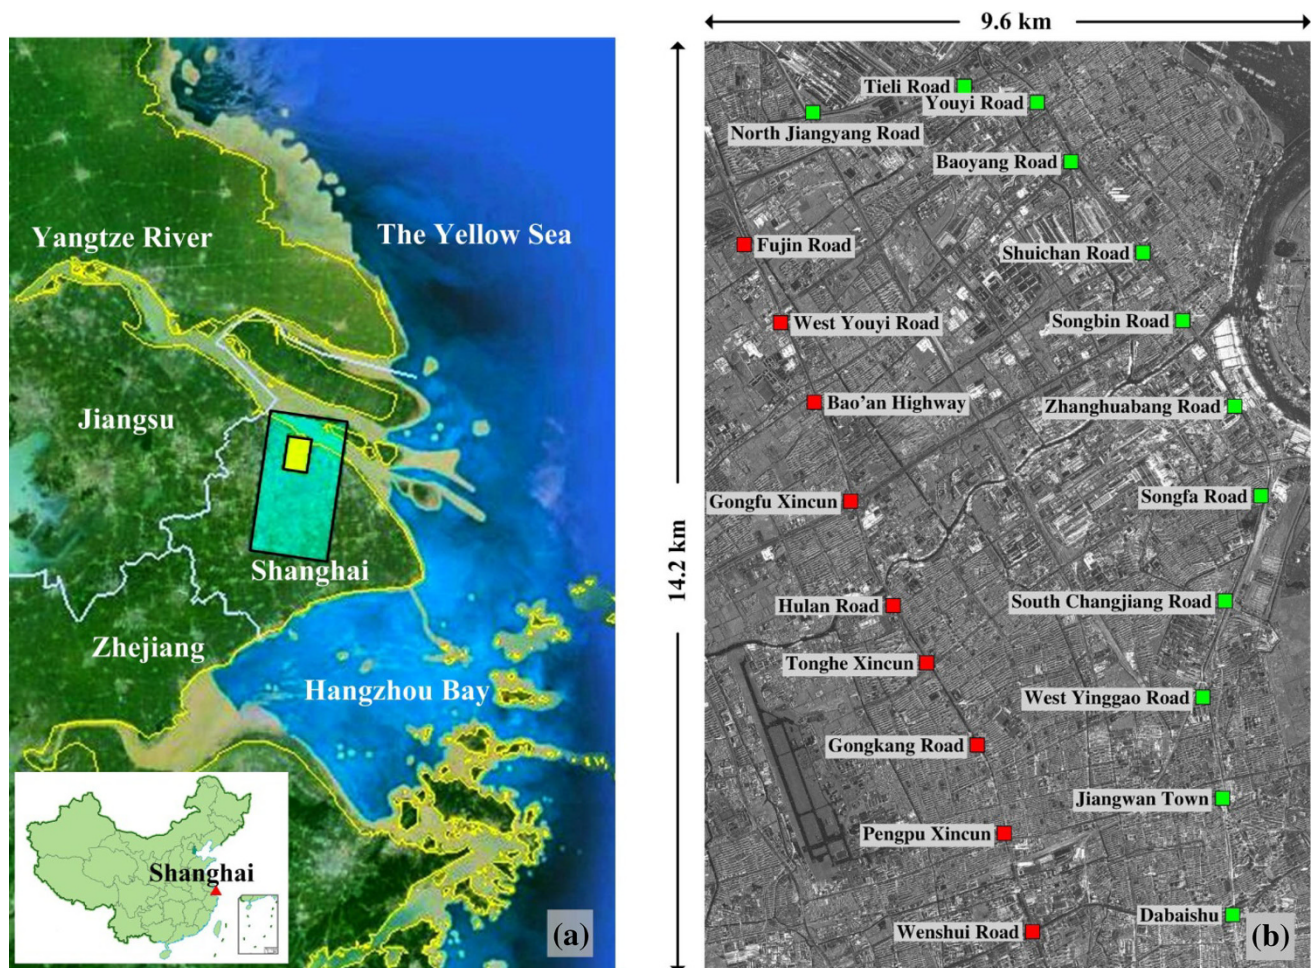 Yangtze River
The Yellow Sea
Jiangsu
Shanghai
Zhejiang
Hangzhou Bay
Shanghai
(a)
9.6 km
14.2 km
Tieli Road
Youyi Road
North Jiangyang Road
Baoyang Road
Fujin Road
Shuichan Road
West Youyi Road
Songbin Road
Bao’an Highway
Zhanghuabang Road
Gongfu Xincun
Songfa Road
Hulan Road
South Changjiang Road
Tonghe Xincun
West Yinggao Road
Gongkang Road
Jiangwan Town
Pengpu Xincun
Dabaishu
Wenshui Road
(b)